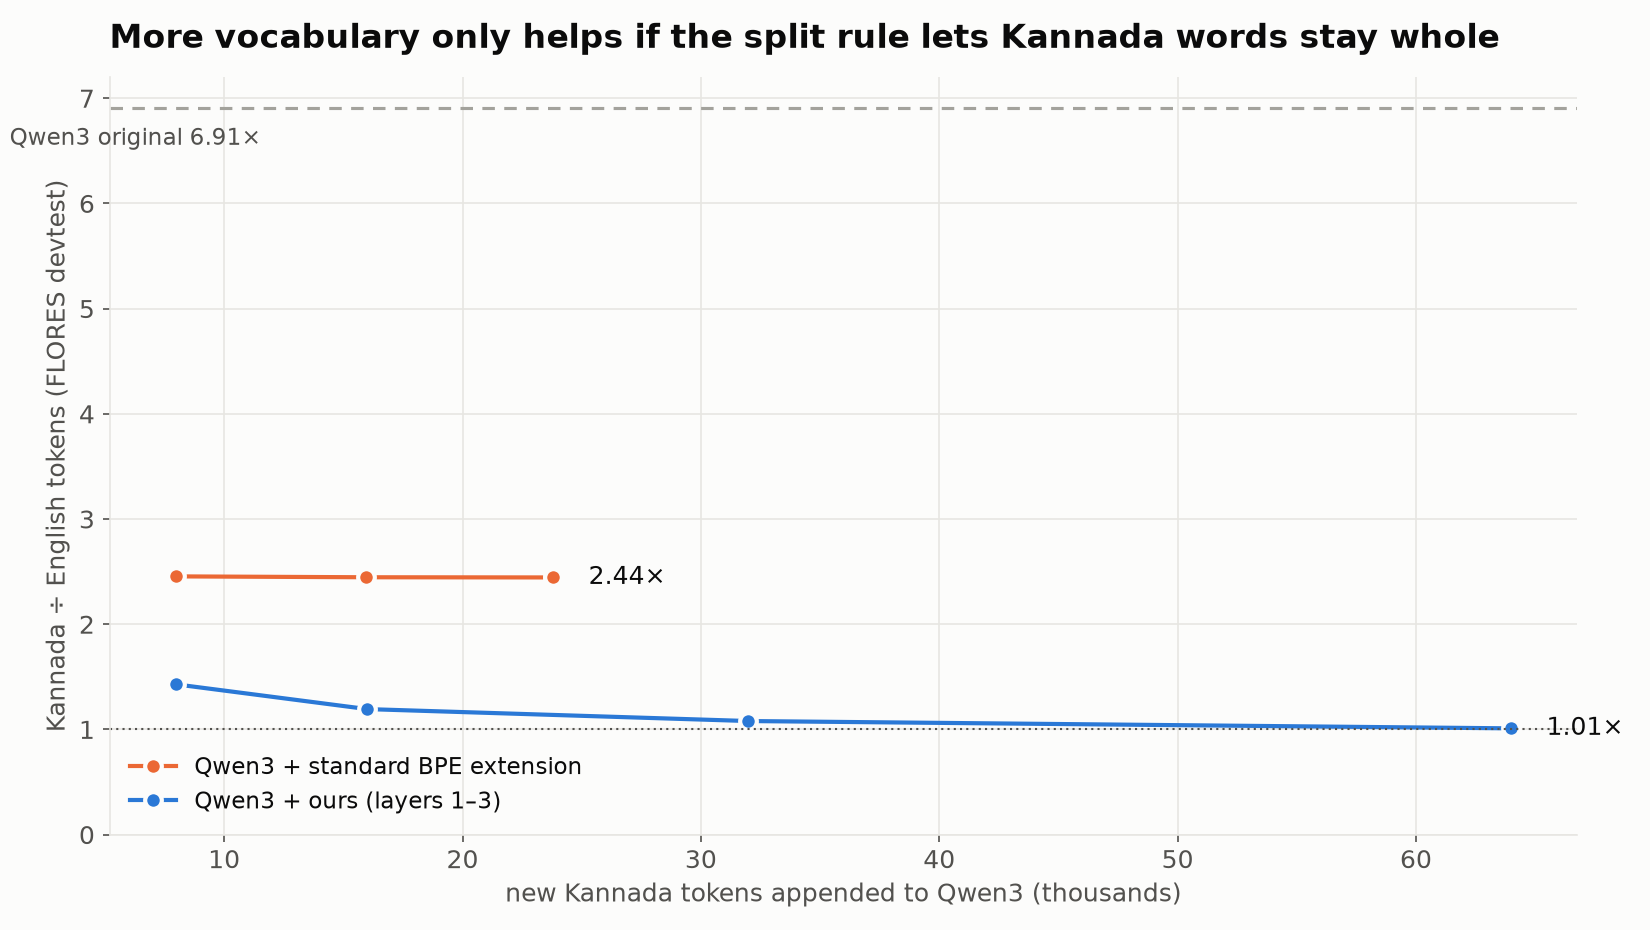 More vocabulary only helps if the split rule lets Kannada words stay whole
7
Qwen3 original 6.91×
6
5
4
3
2
1
0
Kannada ÷ English tokens (FLORES devtest)
2.44×
1.01×
Qwen3 + standard BPE extension
Qwen3 + ours (layers 1–3)
10 20 30 40 50 60
new Kannada tokens appended to Qwen3 (thousands)